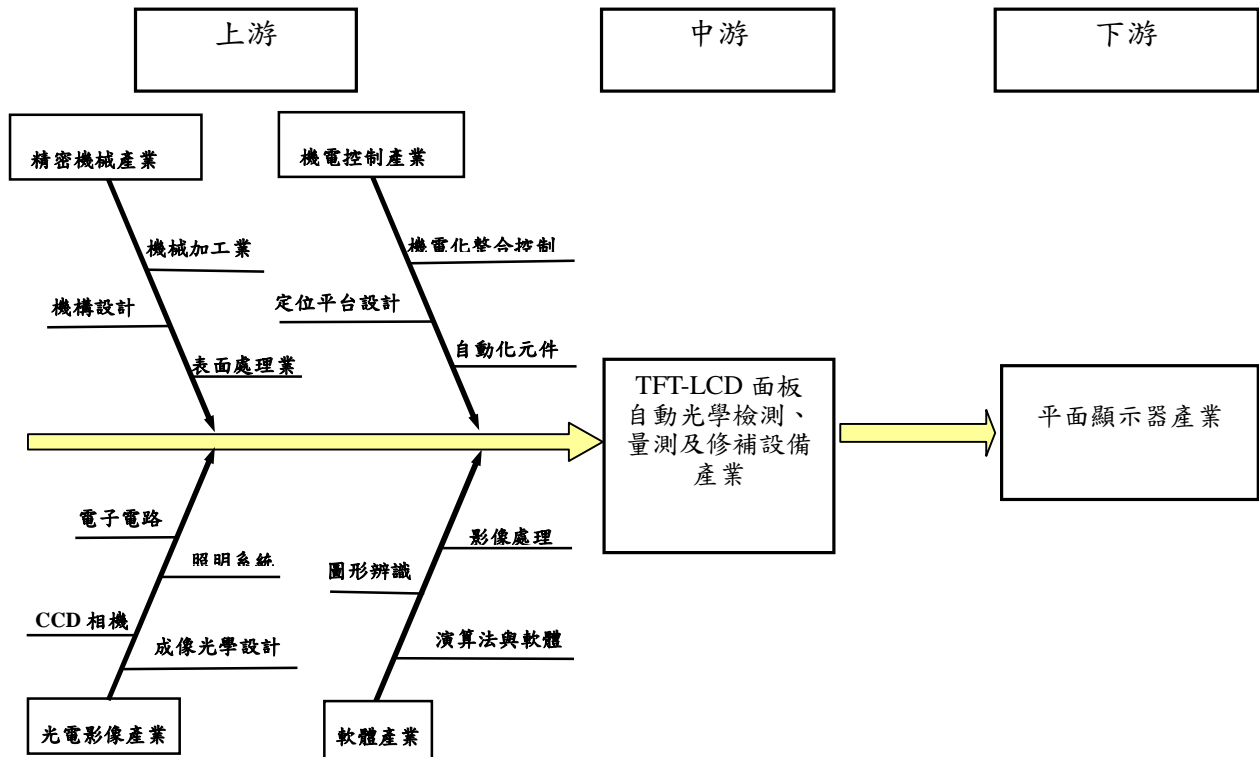 上游
中游
下游
精密機械產業
機電控制產業
機械加工業
機電化整合控制
機構設計
定位平台設計
表面處理業
自動化元件
TFT-LCD 面板
自動光學檢測、
量測及修補設備
產業
平面顯示器產業
電子電路
影像處理
照明系統
圖形辨識
CCD 相機
成像光學設計
演算法與軟體
光電影像產業
軟體產業